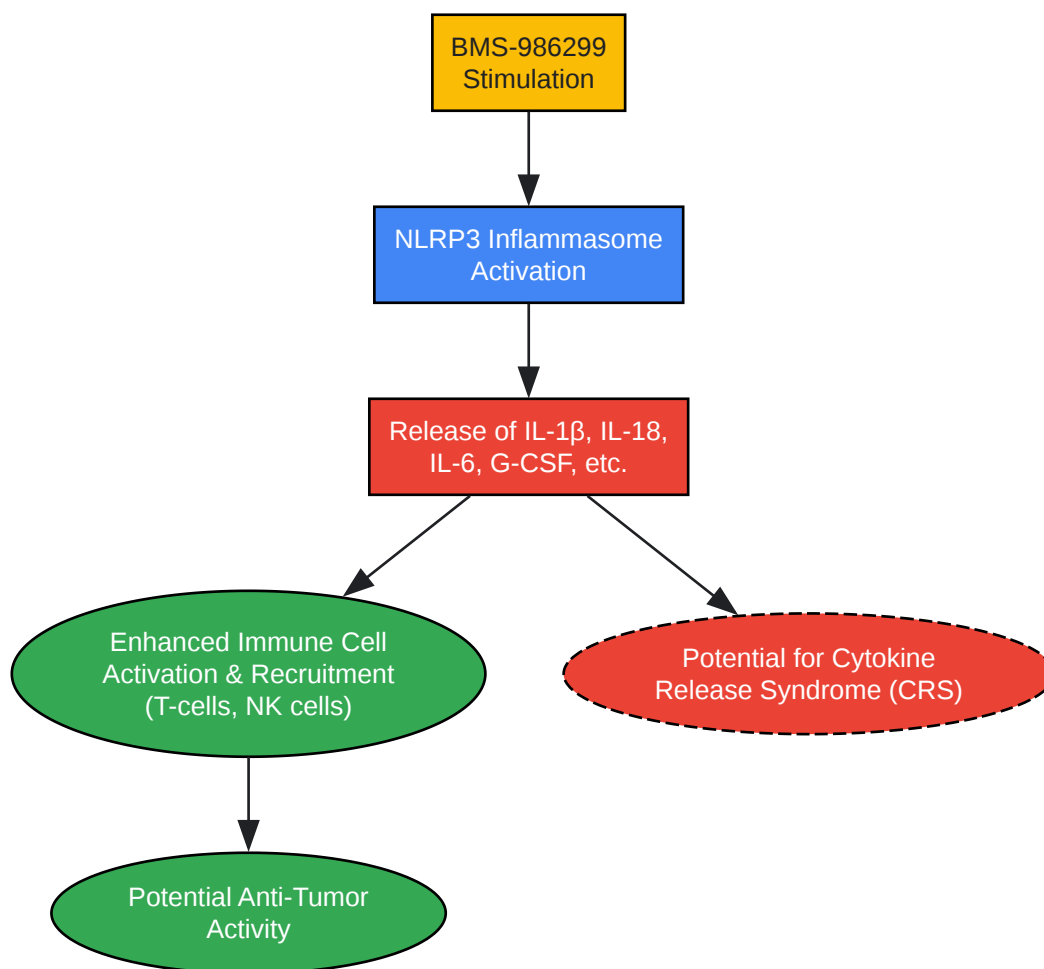 BMS-986299
Stimulation
NLRP3 Inflammasome
Activation
Release of IL-1β, IL-18,
IL-6, G-CSF, etc.
Enhanced Immune Cell
Activation & Recruitment
(T-cells, NK cells)
Potential for Cytokine
Release Syndrome (CRS)
Potential Anti-Tumor
Activity